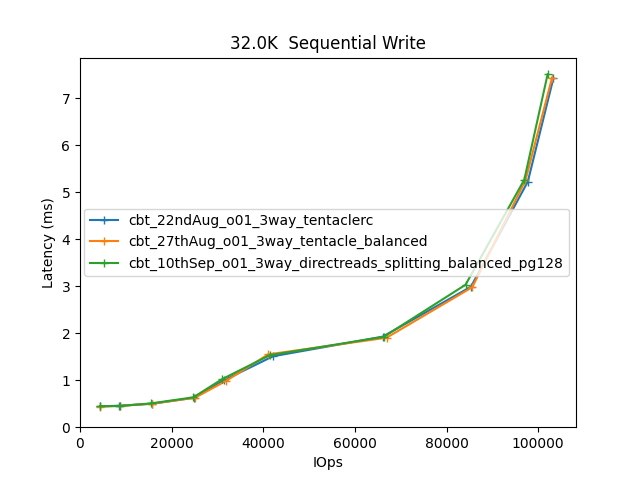 32.0K  Sequential Write
Latency (ms)
7
6
5
4
3
2
1
0
cbt_22ndAug_o01_3way_tentaclerc
cbt_27thAug_o01_3way_tentacle_balanced
cbt_10thSep_o01_3way_directreads_splitting_balanced_pg128
0 20000 40000 60000 80000 100000
IOps